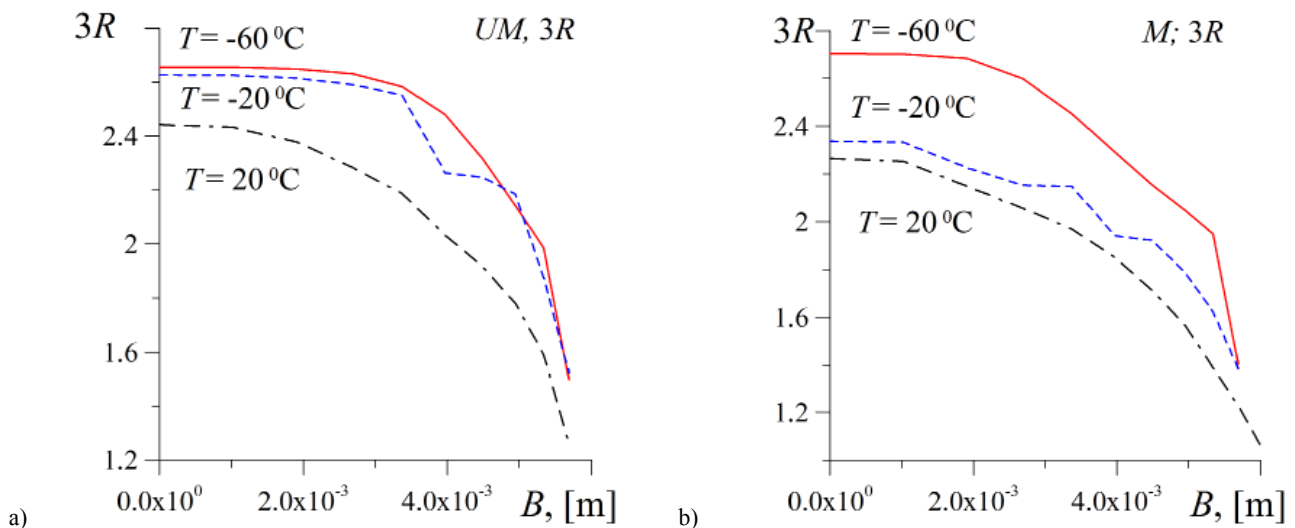 3R
UM, 3R
T = -60 ⁰C
T = -20 ⁰C
T = 20 ⁰C
2.4
2
1.6
1.2
0.0x10⁰
2.0x10⁻³
4.0x10⁻³
B, [m]
a)
3R
M; 3R
T = -60 ⁰C
T = -20 ⁰C
T = 20 ⁰C
2.4
2
1.6
1.2
0.0x10⁰
2.0x10⁻³
4.0x10⁻³
B, [m]
b)